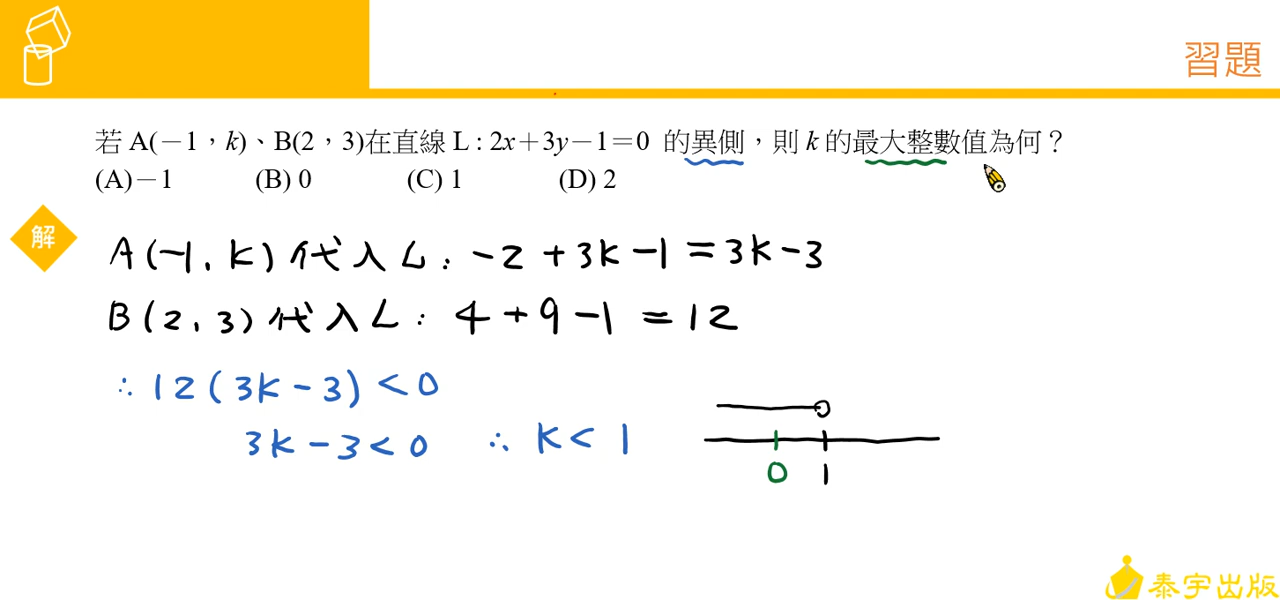 習題
若 A(－1，k)、B(2，3)在直線 L : 2x＋3y－1＝0 的異側，則 k 的最大整數值為何？
(A)－1 (B) 0 (C) 1 (D) 2
解
A(-1, k) 代入 L: -2 + 3k - 1 = 3k - 3
B(2, 3) 代入 L: 4 + 9 - 1 = 12
∴ 12(3k - 3) < 0
3k - 3 < 0 ∴ k < 1
0 1
泰宇出版